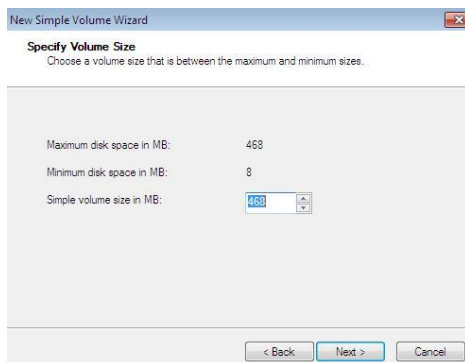 New Simple Volume Wizard
Specify Volume Size
Choose a volume size that is between the maximum and minimum sizes.
Maximum disk space in MB: 468
Minimum disk space in MB: 8
Simple volume size in MB: 468
< Back Next > Cancel